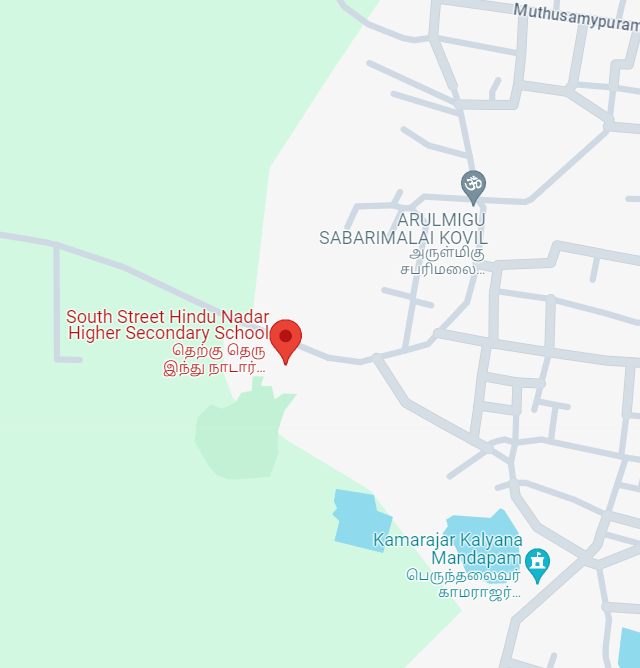 Muthusamypuram
ARULMIGU
SABARIMALAI KOVIL
அருள்மிகு
சபரிமலை...
South Street Hindu Nadar
Higher Secondary School
தெற்கு தெரு
இந்து நாடார்...
Kamarajar Kalyana
Mandapam
பெருந்தலைவர்
காமராஜர்...